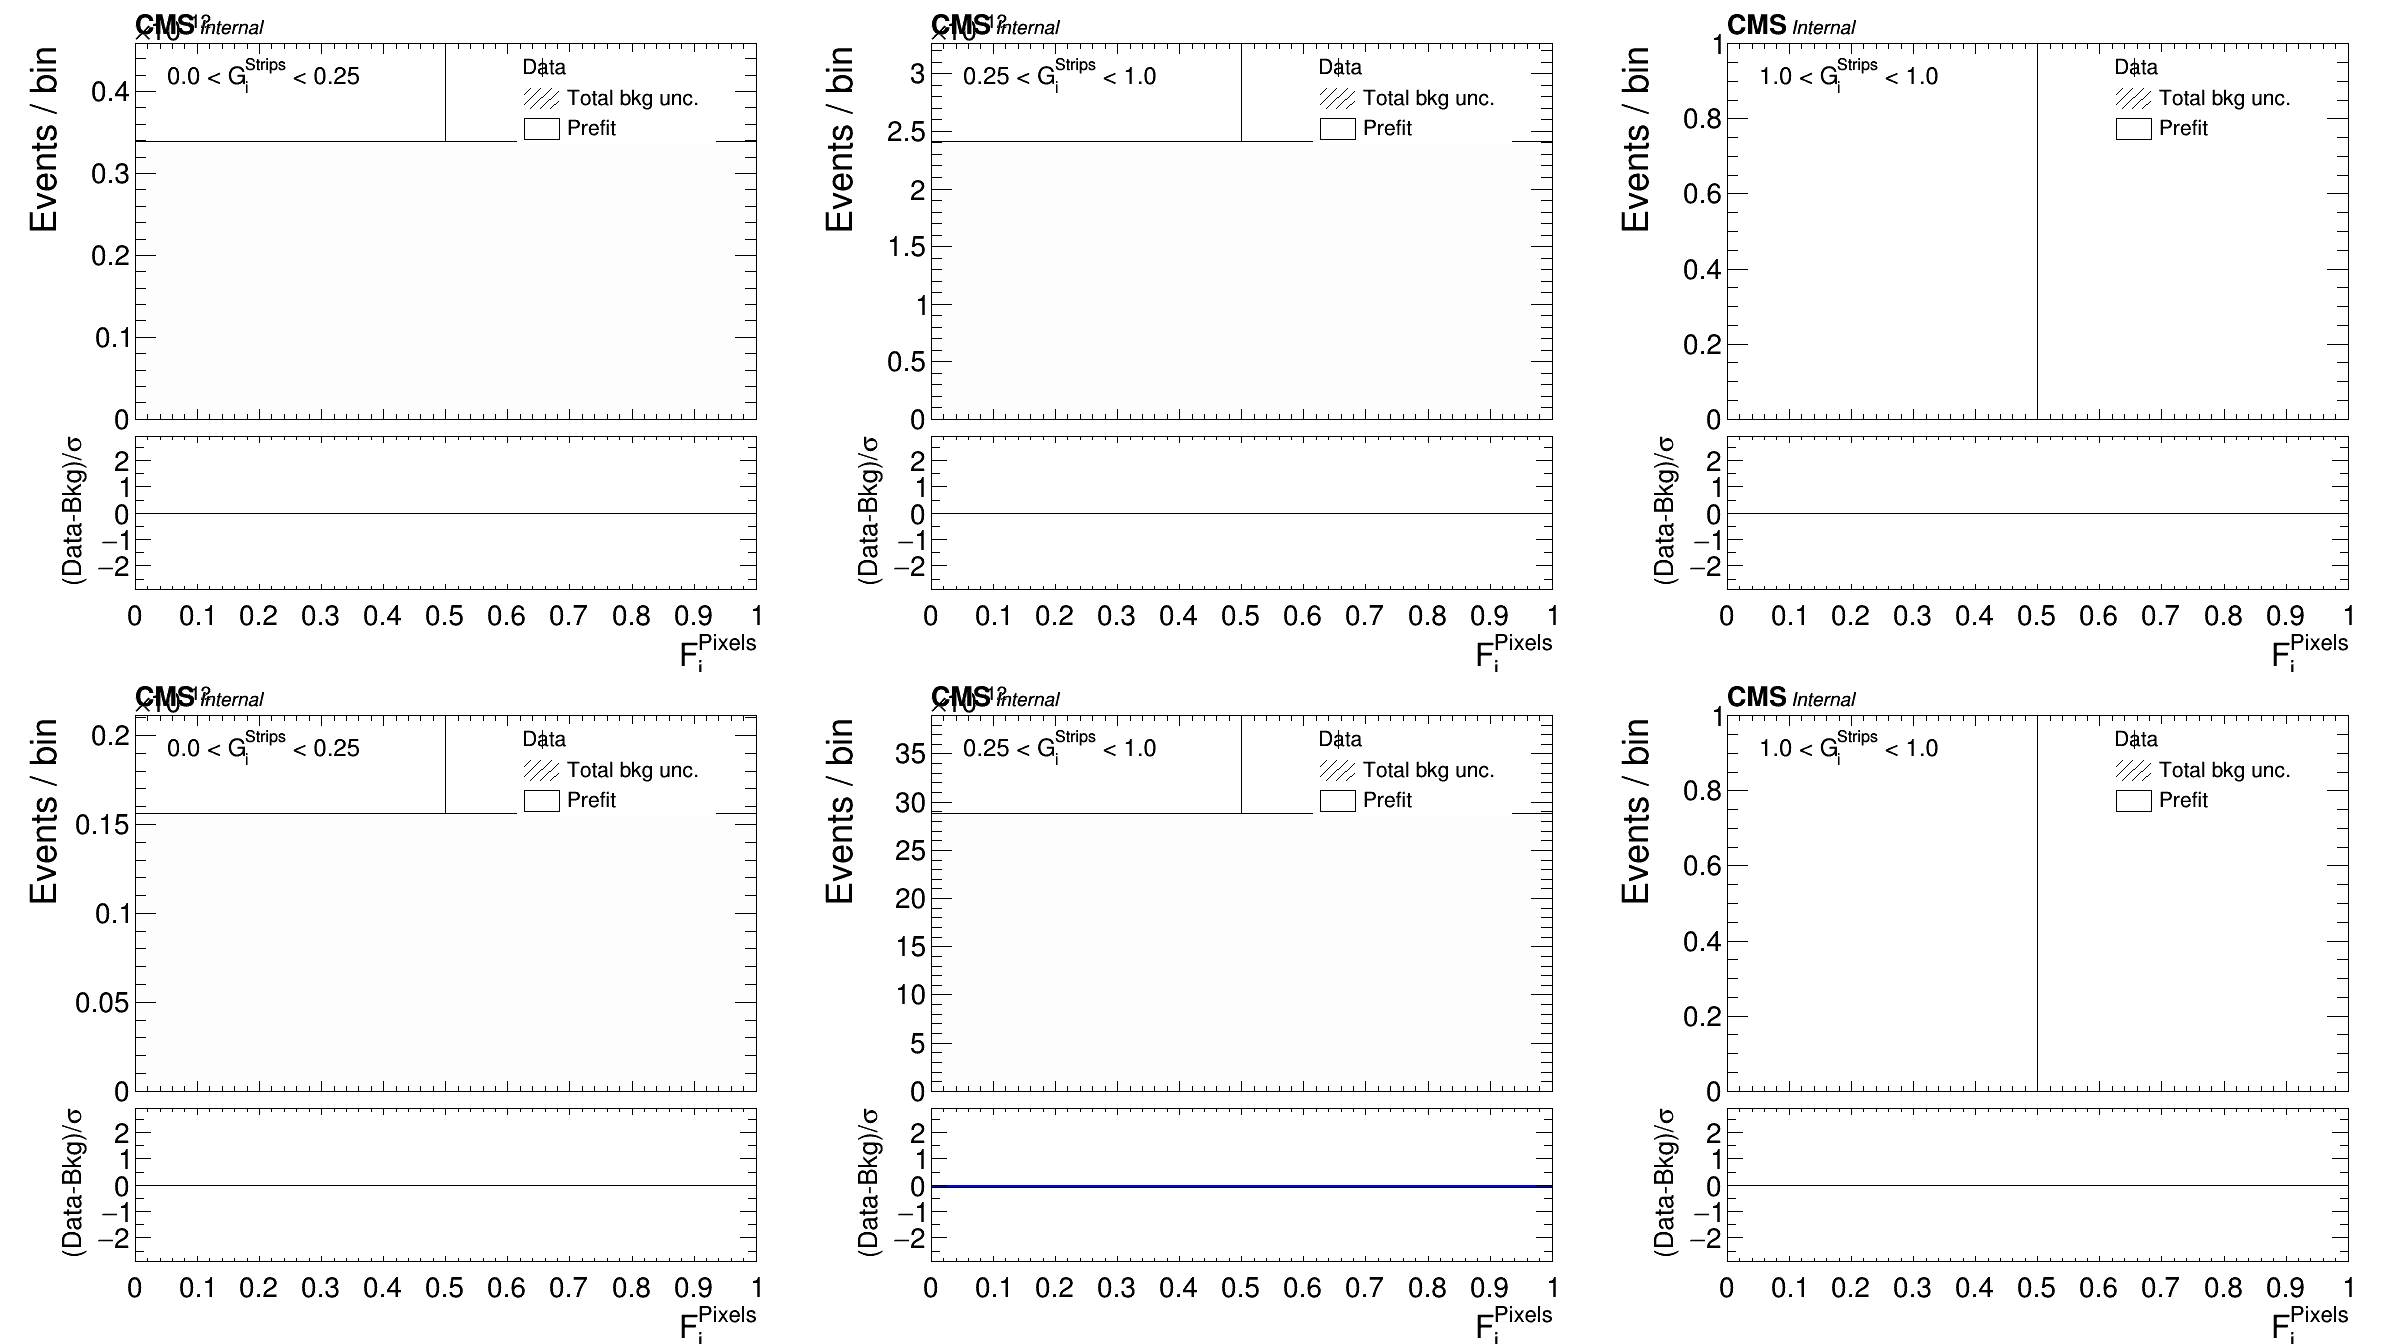 CMS Internal
0.0 < G_i^Strips < 0.25
Data
Total bkg unc.
Prefit
Events / bin
0.4
0.3
0.2
0.1
0
(Data-Bkg)/σ
2
1
0
−1
−2
0 0.1 0.2 0.3 0.4 0.5 0.6 0.7 0.8 0.9 1
F_i^Pixels
CMS Internal
0.25 < G_i^Strips < 1.0
Data
Total bkg unc.
Prefit
Events / bin
3
2.5
2
1.5
1
0.5
0
(Data-Bkg)/σ
2
1
0
−1
−2
0 0.1 0.2 0.3 0.4 0.5 0.6 0.7 0.8 0.9 1
F_i^Pixels
CMS Internal
1.0 < G_i^Strips < 1.0
Data
Total bkg unc.
Prefit
Events / bin
1
0.8
0.6
0.4
0.2
0
(Data-Bkg)/σ
2
1
0
−1
−2
0 0.1 0.2 0.3 0.4 0.5 0.6 0.7 0.8 0.9 1
F_i^Pixels
CMS Internal
0.0 < G_i^Strips < 0.25
Data
Total bkg unc.
Prefit
Events / bin
0.2
0.15
0.1
0.05
0
(Data-Bkg)/σ
2
1
0
−1
−2
0 0.1 0.2 0.3 0.4 0.5 0.6 0.7 0.8 0.9 1
F_i^Pixels
CMS Internal
0.25 < G_i^Strips < 1.0
Data
Total bkg unc.
Prefit
Events / bin
35
30
25
20
15
10
5
0
(Data-Bkg)/σ
2
1
0
−1
−2
0 0.1 0.2 0.3 0.4 0.5 0.6 0.7 0.8 0.9 1
F_i^Pixels
CMS Internal
1.0 < G_i^Strips < 1.0
Data
Total bkg unc.
Prefit
Events / bin
1
0.8
0.6
0.4
0.2
0
(Data-Bkg)/σ
2
1
0
−1
−2
0 0.1 0.2 0.3 0.4 0.5 0.6 0.7 0.8 0.9 1
F_i^Pixels